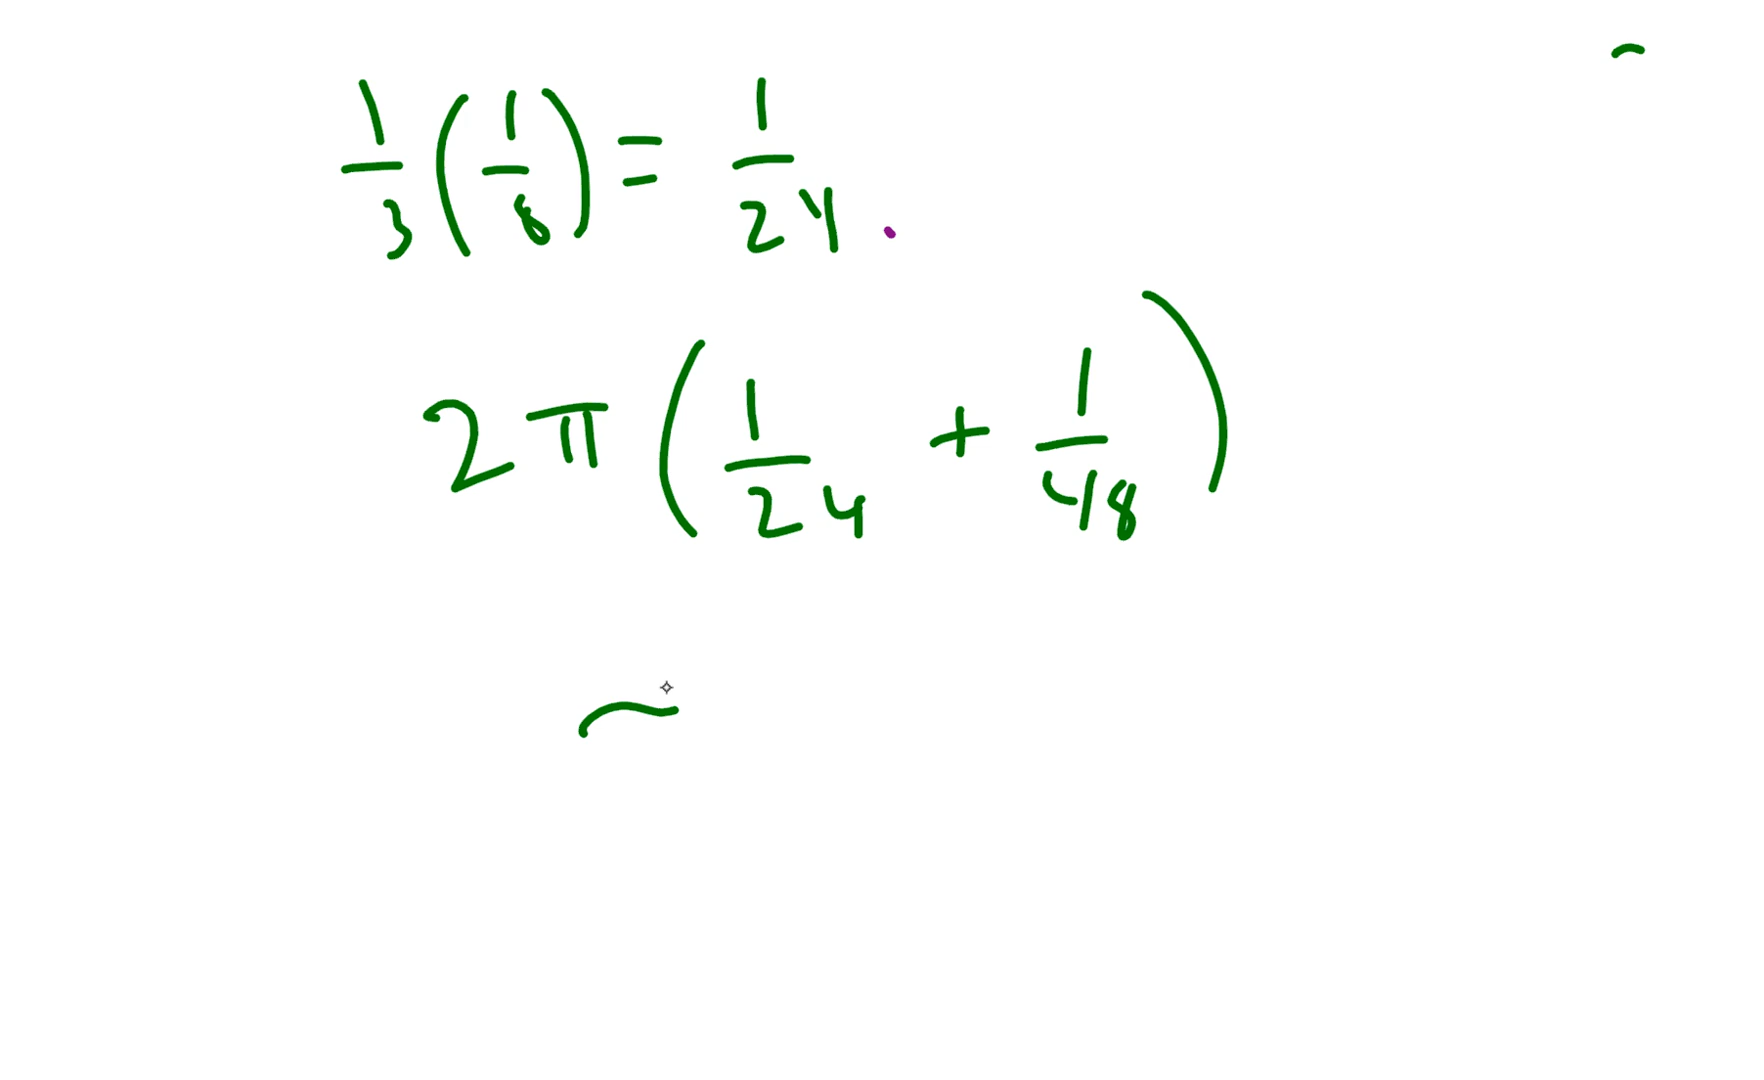 1/3 (1/8) = 1/24.
2π (1/24 + 1/48)
~